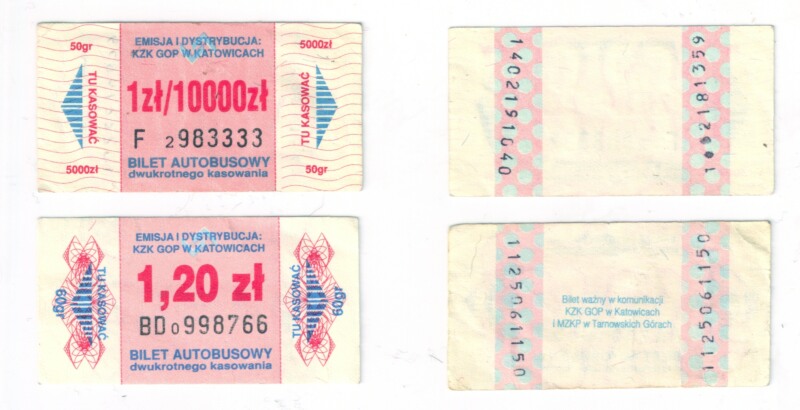 50gr
5000zł
TU KASOWAĆ
5000zł
EMISJA I DYSTRYBUCJA:
KZK GOP W KATOWICACH
1zł/10000zł
F 2983333
BILET AUTOBUSOWY
dwukrotnego kasowania
TU KASOWAĆ
50gr
1402191040
1062181359
TU KASOWAĆ
60gr
EMISJA I DYSTRYBUCJA:
KZK GOP W KATOWICACH
1,20 zł
BD0998766
BILET AUTOBUSOWY
dwukrotnego kasowania
TU KASOWAĆ
60gr
1125061150
Bilet ważny w komunikacji
KZK GOP w Katowicach
i MZKP w Tarnowskich Górach
1125061150